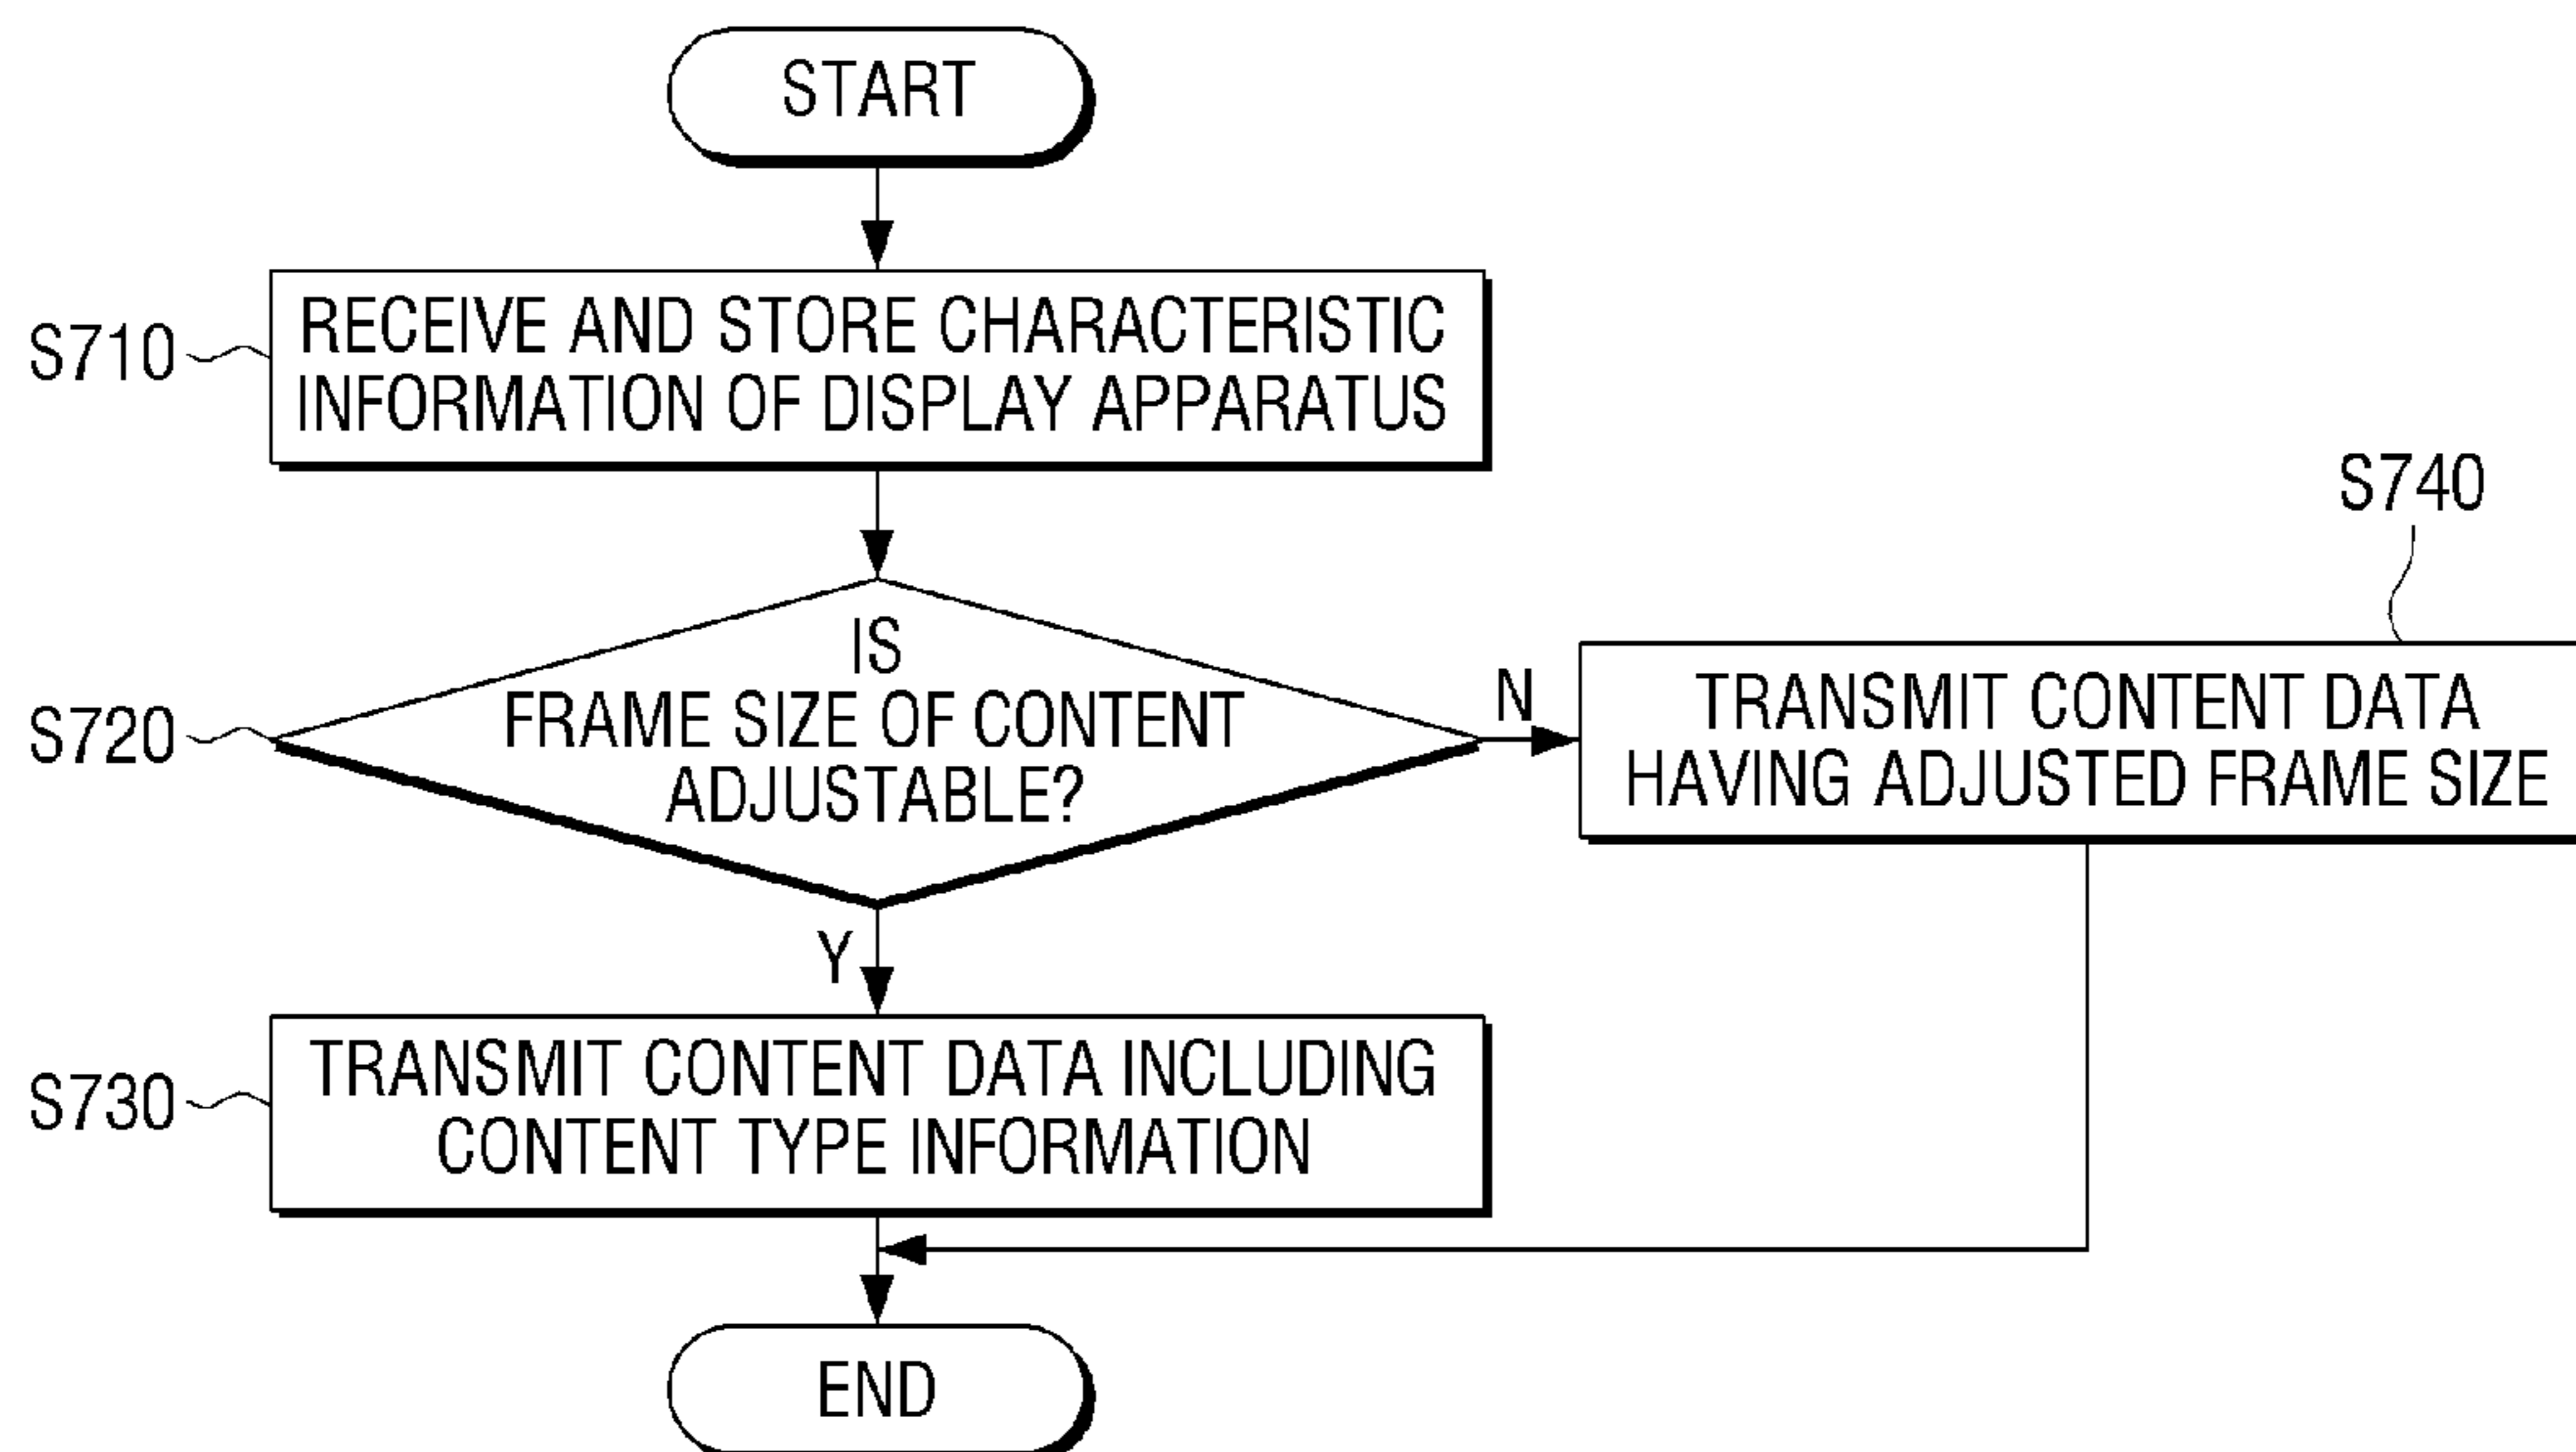 START
S710
RECEIVE AND STORE CHARACTERISTIC
INFORMATION OF DISPLAY APPARATUS
S720
IS
FRAME SIZE OF CONTENT
ADJUSTABLE?
N
S740
TRANSMIT CONTENT DATA
HAVING ADJUSTED FRAME SIZE
Y
S730
TRANSMIT CONTENT DATA INCLUDING
CONTENT TYPE INFORMATION
END